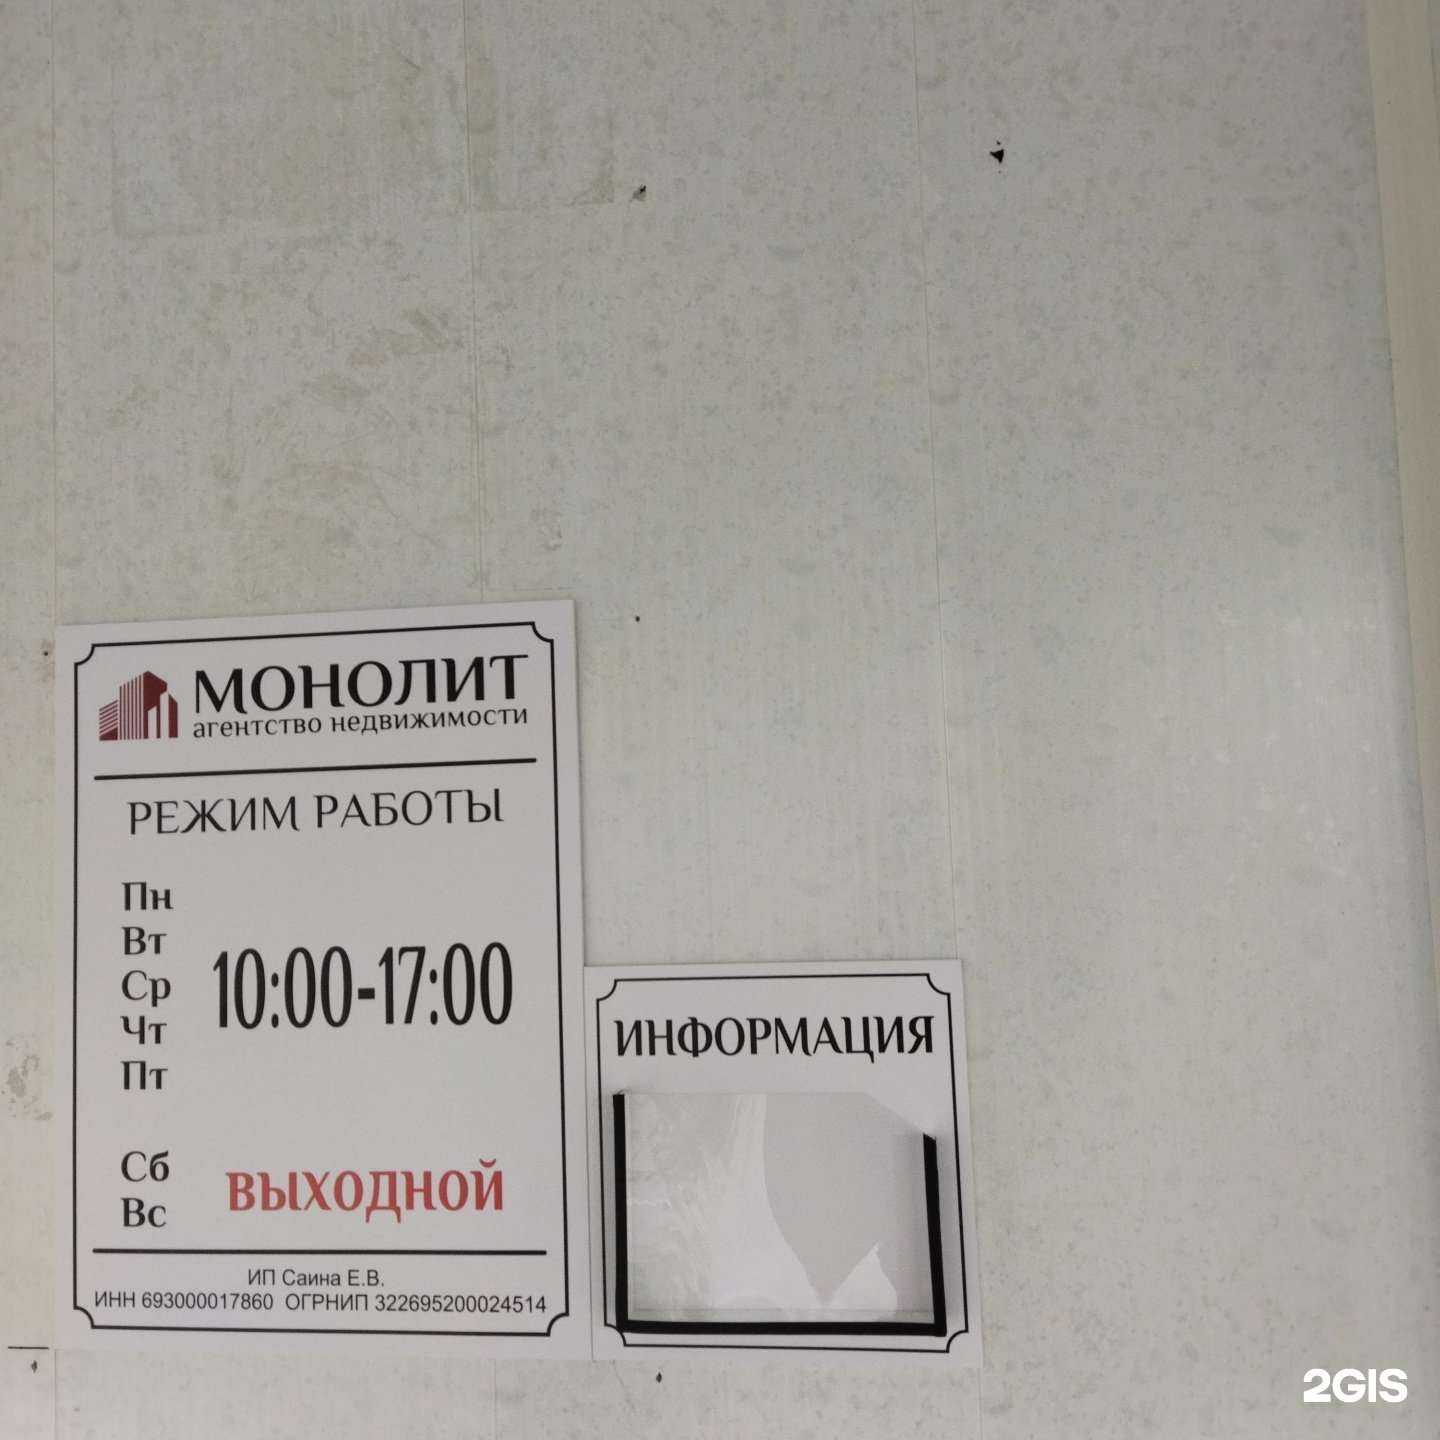 МОНОЛИТ
агентство недвижимости
РЕЖИМ РАБОТЫ
Пн
Вт
Ср
Чт
Пт
10:00-17:00
Сб
Вс
ВЫХОДНОЙ
ИП Саина Е.В.
ИНН 693000017860 ОГРНИП 322695200024514
ИНФОРМАЦИЯ
2GIS